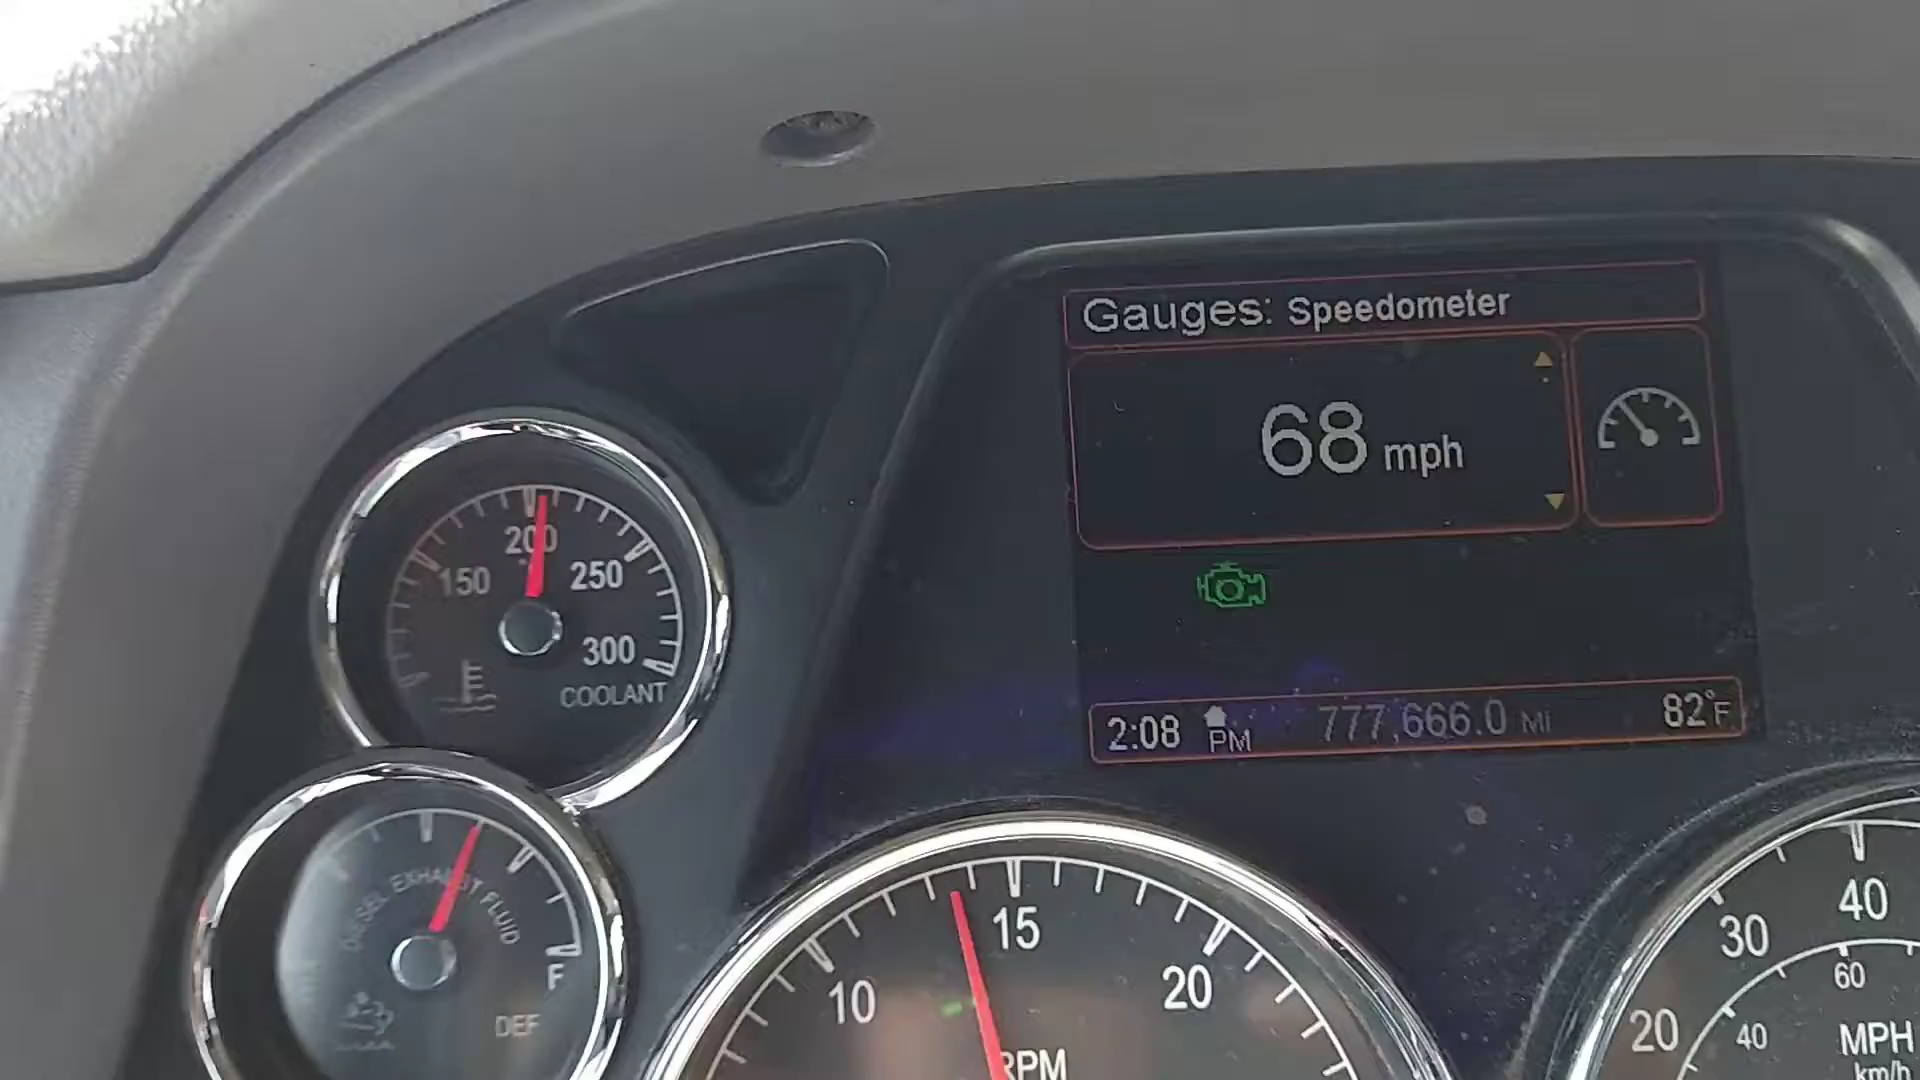 Gauges: Speedometer
68 mph
2:08 PM 777,666.0 MI 82°F
200
150 250
300
COOLANT
DIESEL EXHAUST FLUID
F
DEF
15
10 20
RPM
40
30
60
20 40
MPH
km/h